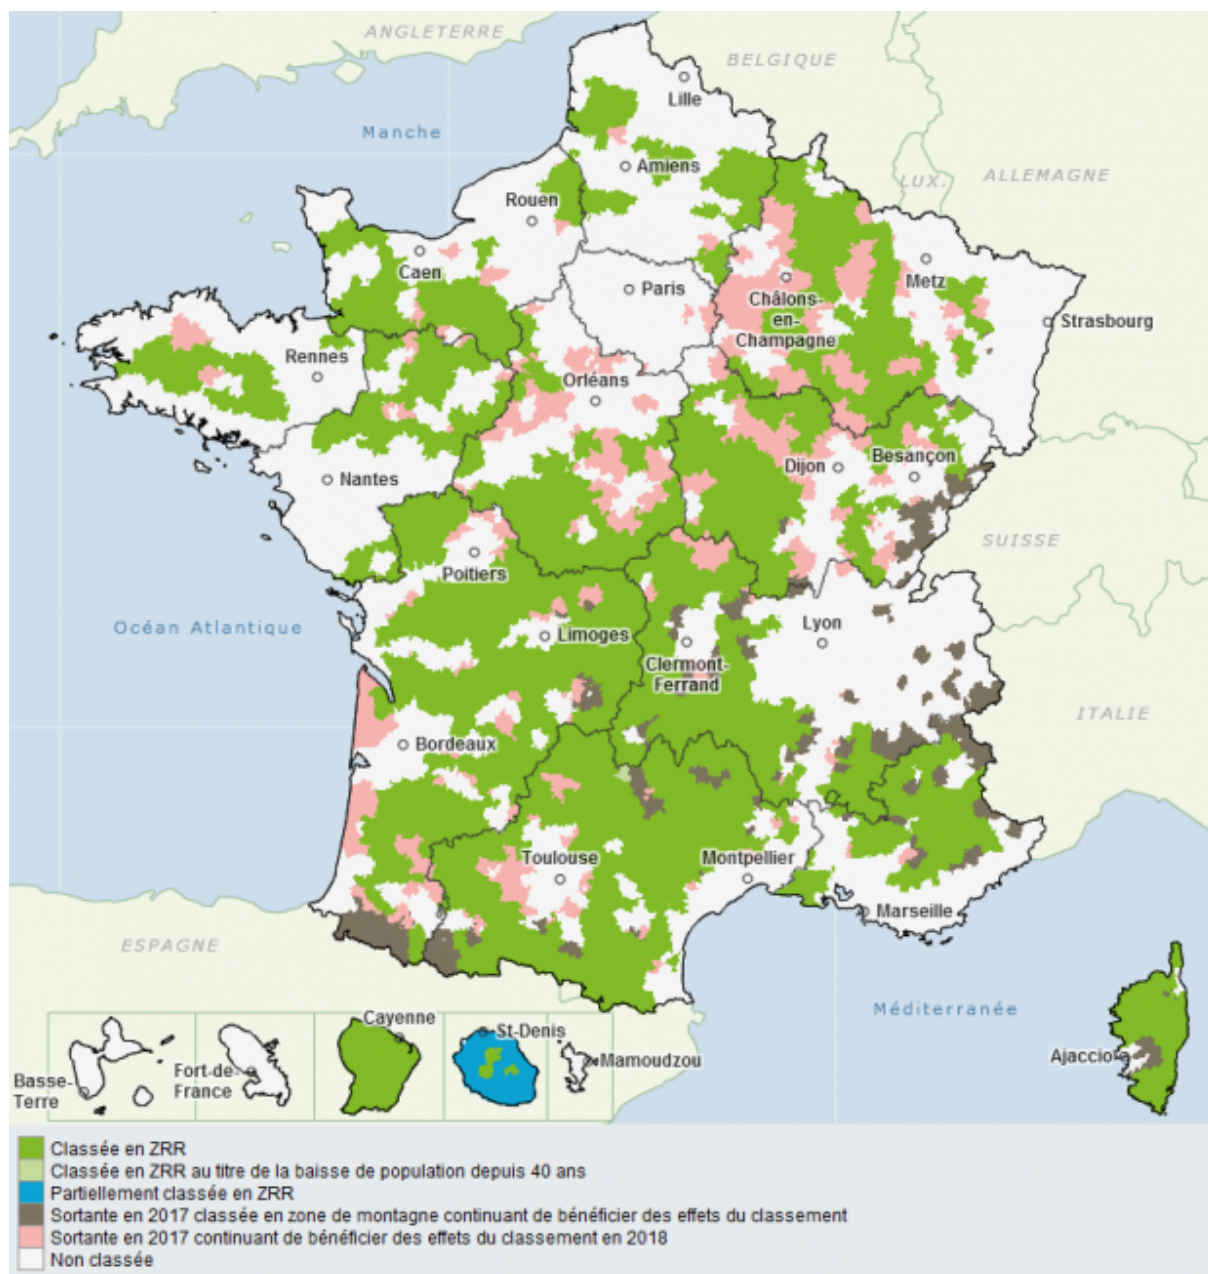 ANGLETERRE
BELGIQUE
Lille
Manche
Amiens
LUX.
ALLEMAGNE
Rouen
Caen
Metz
Paris
Châlons-
en-
Champagne
Strasbourg
Rennes
Orléans
Besançon
Dijon
Nantes
SUISSE
Poitiers
Océan Atlantique
Limoges
Lyon
Clermont-
Ferrand
ITALIE
Bordeaux
Toulouse
Montpellier
Marseille
ESPAGNE
Méditerranée
Cayenne
St-Denis
Ajaccio
Mamoudzou
Basse-
Terre
Fort-de-
France
Classée en ZRR
Classée en ZRR au titre de la baisse de population depuis 40 ans
Partiellement classée en ZRR
Sortante en 2017 classée en zone de montagne continuant de bénéficier des effets du classement
Sortante en 2017 continuant de bénéficier des effets du classement en 2018
Non classée